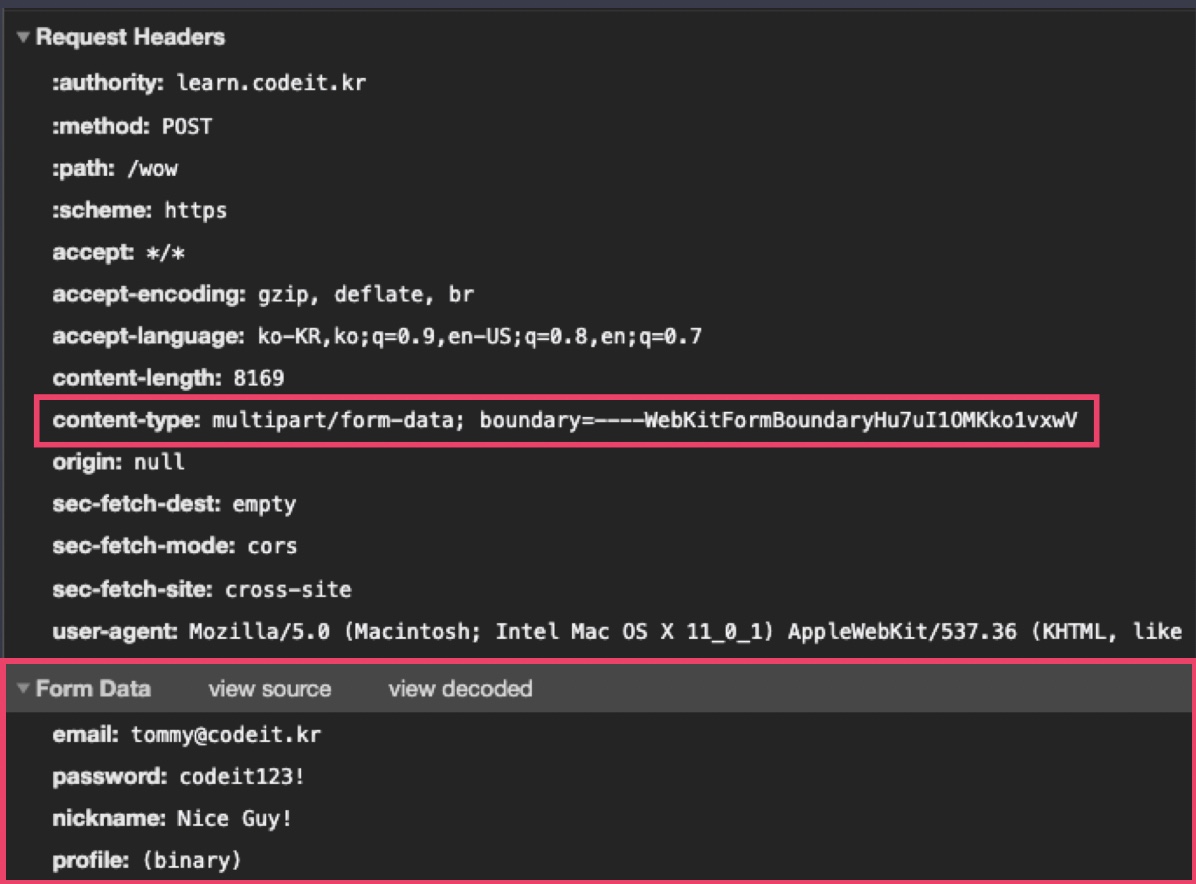 Request Headers
:authority: learn.codeit.kr
:method: POST
:path: /wow
:scheme: https
accept: */*
accept-encoding: gzip, deflate, br
accept-language: ko-KR,ko;q=0.9,en-US;q=0.8,en;q=0.7
content-length: 8169
content-type: multipart/form-data; boundary=----WebKitFormBoundaryHu7uI1OMKko1vxwV
origin: null
sec-fetch-dest: empty
sec-fetch-mode: cors
sec-fetch-site: cross-site
user-agent: Mozilla/5.0 (Macintosh; Intel Mac OS X 11_0_1) AppleWebKit/537.36 (KHTML, like
Form Data view source view decoded
email: tommy@codeit.kr
password: codeit123!
nickname: Nice Guy!
profile: (binary)